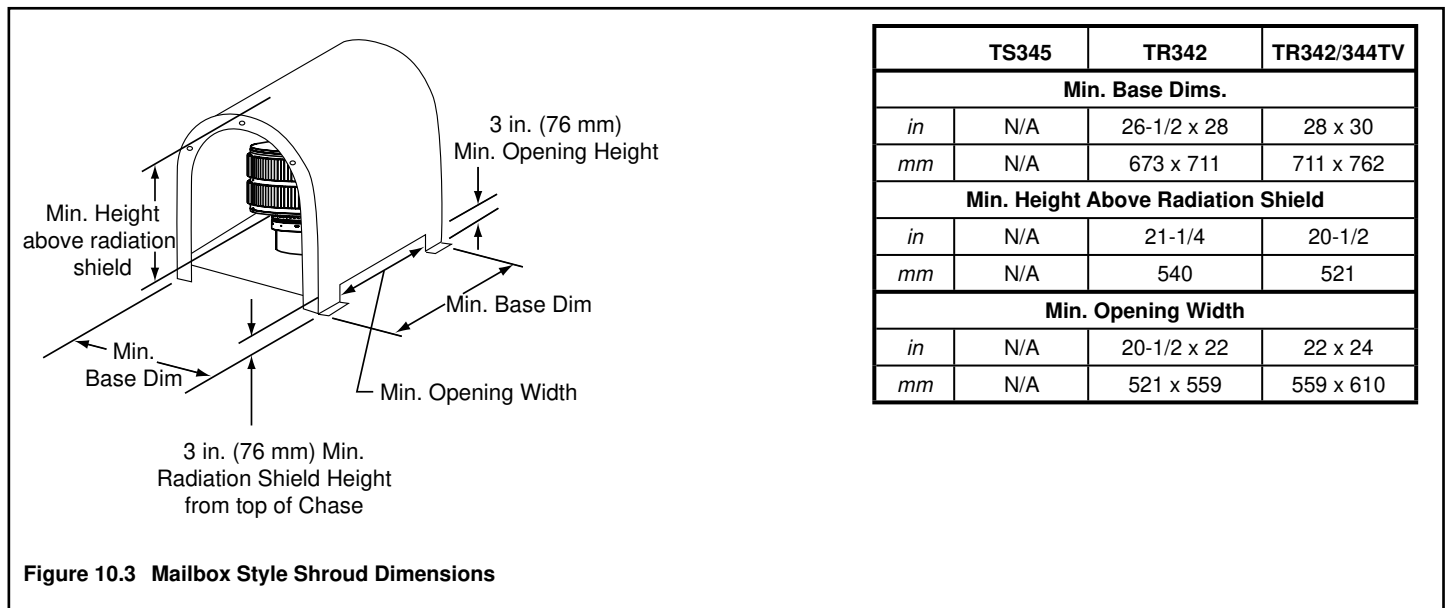 3 in. (76 mm)
Min. Opening Height
Min. Height
above radiation
shield
Min. Base Dim
Min.
Base Dim
Min. Opening Width
3 in. (76 mm) Min.
Radiation Shield Height
from top of Chase
TS345 TR342 TR342/344TV
Min. Base Dims.
in N/A 26-1/2 x 28 28 x 30
mm N/A 673 x 711 711 x 762
Min. Height Above Radiation Shield
in N/A 21-1/4 20-1/2
mm N/A 540 521
Min. Opening Width
in N/A 20-1/2 x 22 22 x 24
mm N/A 521 x 559 559 x 610
Figure 10.3 Mailbox Style Shroud Dimensions